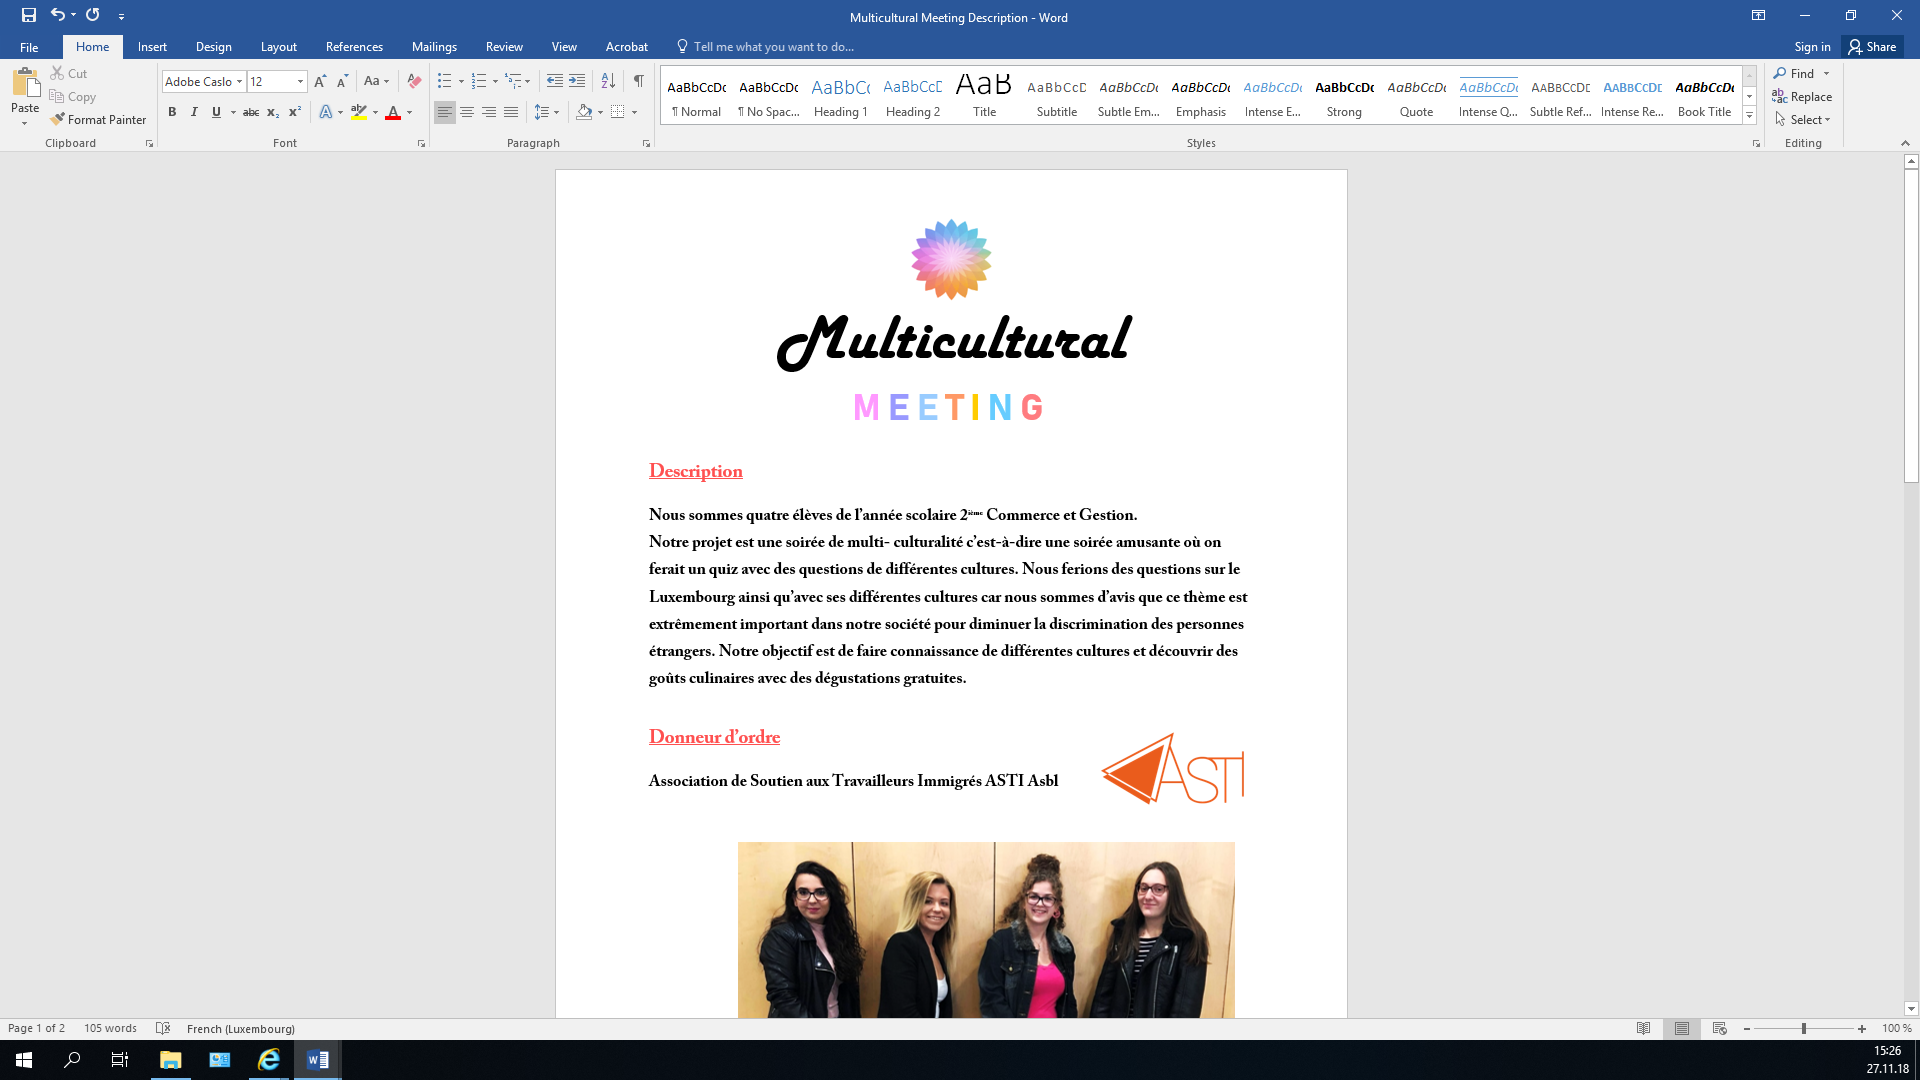 Multicultural Meeting Description - Word
File Home Insert Design Layout References Mailings Review View Acrobat Tell me what you want to do... Sign in Share
Paste
Cut
Copy
Format Painter
Clipboard
Adobe Caslo 12
Font
Paragraph
AaBbCcDc AaBbCcDc AaBbCc AaBbCcD AaB AaBbCcD AaBbCcDc AaBbCcDc AaBbCcDc AaBbCcDc AaBbCcDc AaBbCcDc AABBCCDE AABBCCDE AaBbCcDc
¶ Normal ¶ No Spac... Heading 1 Heading 2 Title Subtitle Subtle Em... Emphasis Intense E... Strong Quote Intense Q... Subtle Ref... Intense Re... Book Title
Styles
Find
Replace
Select
Editing
Multicultural
MEETING
Description
Nous sommes quatre élèves de l’année scolaire 2ième Commerce et Gestion.
Notre projet est une soirée de multi- culturalité c’est-à-dire une soirée amusante où on
ferait un quiz avec des questions de différentes cultures. Nous ferions des questions sur le
Luxembourg ainsi qu’avec ses différentes cultures car nous sommes d’avis que ce thème est
extrêmement important dans notre société pour diminuer la discrimination des personnes
étrangers. Notre objectif est de faire connaissance de différentes cultures et découvrir des
goûts culinaires avec des dégustations gratuites.
Donneur d’ordre
Association de Soutien aux Travailleurs Immigrés ASTI Asbl
ASTI
Page 1 of 2 105 words French (Luxembourg) 100 %
15:26
27.11.18